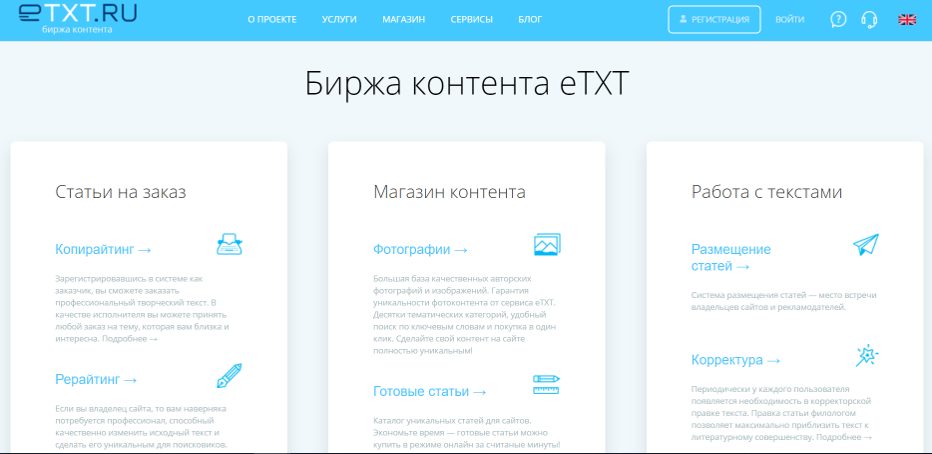 eTXT.RU
биржа контента
О ПРОЕКТЕ УСЛУГИ МАГАЗИН СЕРВИСЫ БЛОГ
РЕГИСТРАЦИЯ ВОЙТИ
Биржа контента eTXT
Статьи на заказ
Копирайтинг →
Зарегистрировавшись в системе как
заказчик, вы сможете заказать
профессиональный творческий текст. В
качестве исполнителя вы можете принять
любой заказ на тему, которая вам близка и
интересна. Подробнее →
Рерайтинг →
Если вы владелец сайта, то вам наверняка
потребуется профессионал, способный
качественно изменить исходный текст и
сделать его уникальным для поисковиков.
Магазин контента
Фотографии →
Большая база качественных авторских
фотографий и изображений. Гарантия
уникальности фотоконтента от сервиса eTXT.
Десятки тематических категорий, удобный
поиск по ключевым словам и покупка в один
клик. Сделайте свой контент на сайте
полностью уникальным!
Готовые статьи →
Каталог уникальных статей для сайтов.
Экономьте время — готовые статьи можно
купить в режиме онлайн за считаные минуты!
Работа с текстами
Размещение
статей →
Система размещения статей — место встречи
владельцев сайтов и рекламодателей.
Корректура →
Периодически у каждого пользователя
появляется необходимость в корректорской
правке текста. Правка статьи филологом
позволяет максимально приблизить текст к
литературному совершенству. Подробнее →